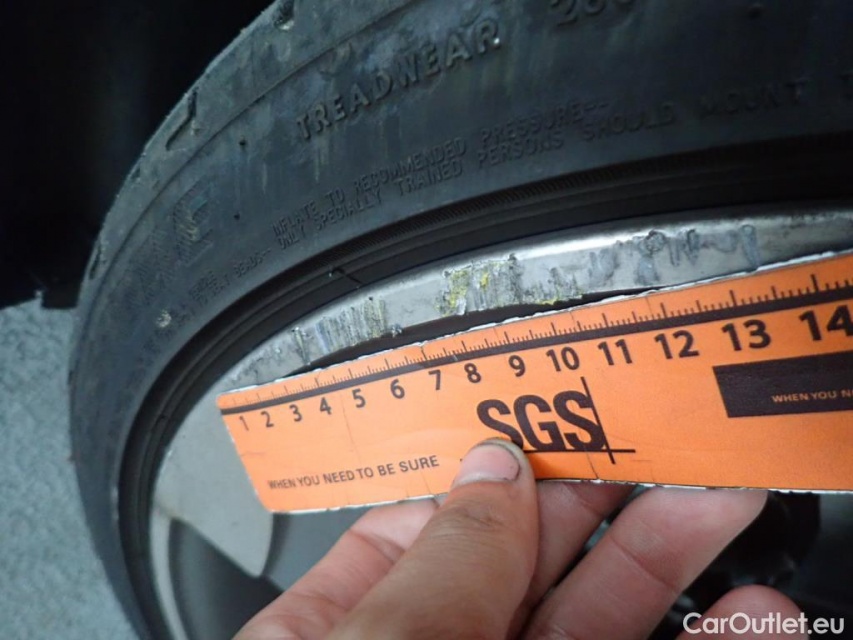 TREADWEAR 280
INFLATE TO RECOMMENDED PRESSURE
ONLY SPECIALLY TRAINED PERSONS SHOULD MOUNT
1 2 3 4 5 6 7 8 9 10 11 12 13 14
SGS
WHEN YOU N
WHEN YOU NEED TO BE SURE
CarOutlet.eu